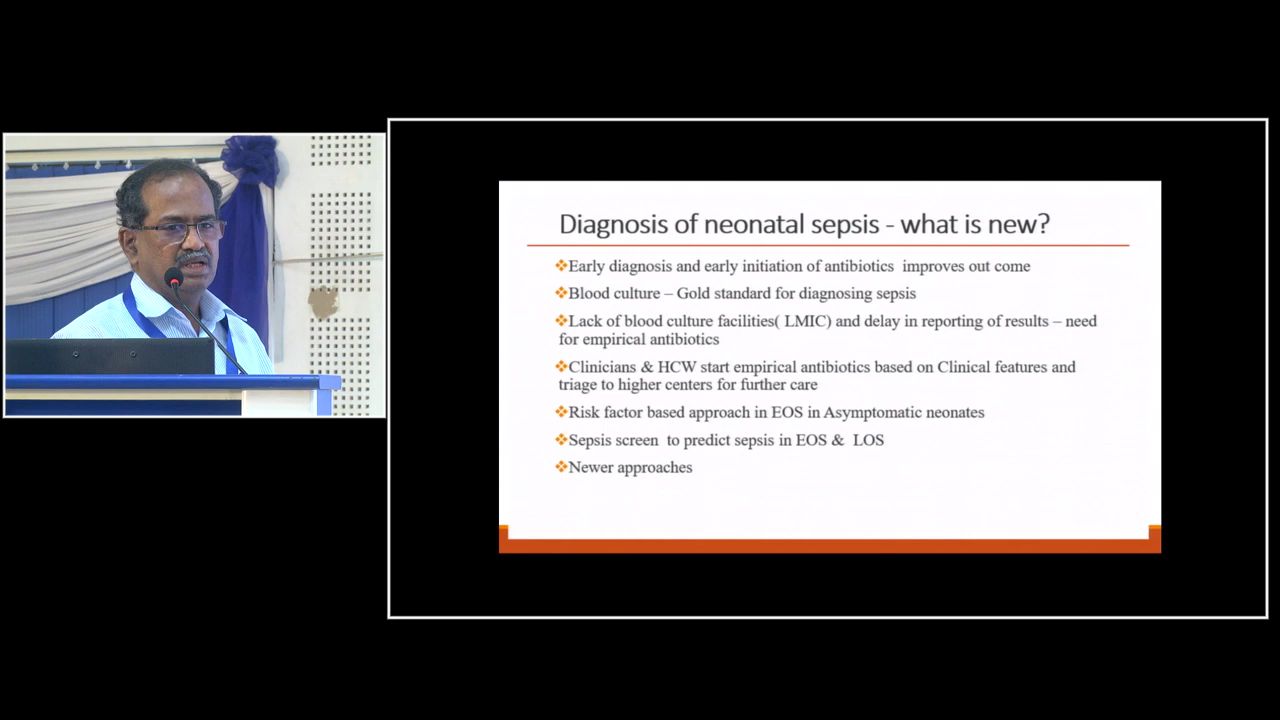 Diagnosis of neonatal sepsis - what is new?
❖Early diagnosis and early initiation of antibiotics improves out come
❖Blood culture – Gold standard for diagnosing sepsis
❖Lack of blood culture facilities( LMIC) and delay in reporting of results – need
for empirical antibiotics
❖Clinicians & HCW start empirical antibiotics based on Clinical features and
triage to higher centers for further care
❖Risk factor based approach in EOS in Asymptomatic neonates
❖Sepsis screen to predict sepsis in EOS & LOS
❖Newer approaches